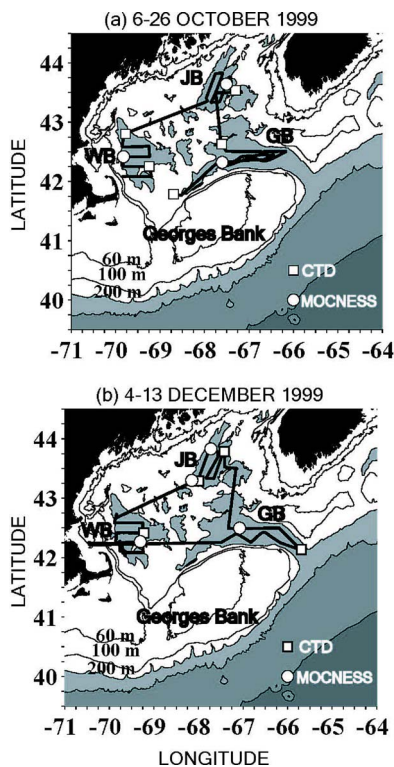 (a) 6-26 OCTOBER 1999
LATITUDE
44
43
42
41
40
JB
GB
WB
Georges Bank
60 m
100 m
200 m
CTD
MOCNESS
-71 -70 -69 -68 -67 -66 -65 -64
(b) 4-13 DECEMBER 1999
LATITUDE
44
43
42
41
40
JB
GB
WB
Georges Bank
60 m
100 m
200 m
CTD
MOCNESS
-71 -70 -69 -68 -67 -66 -65 -64
LONGITUDE